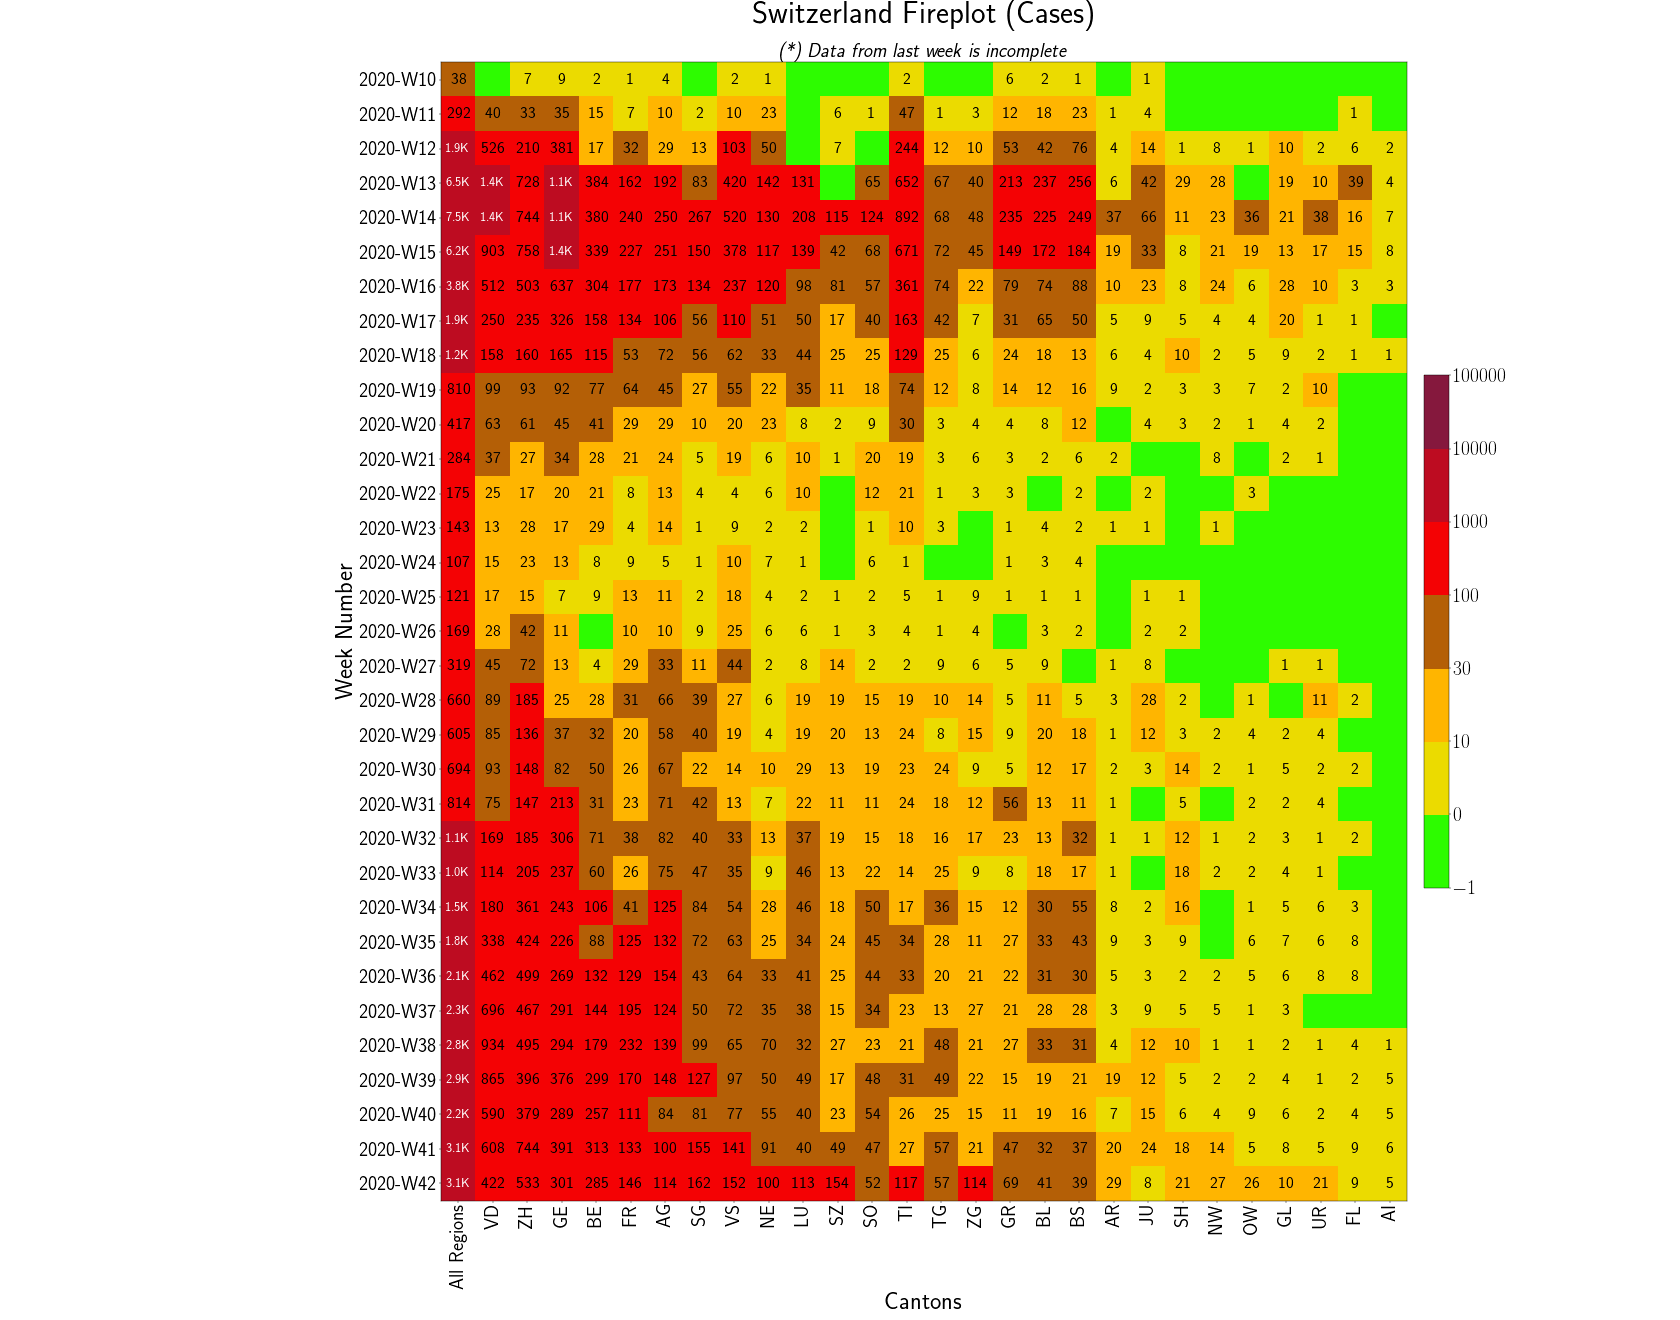 Switzerland Fireplot (Cases)
(*) Data from last week is incomplete
2020-W10 38 7 9 2 1 4 2 1 2 6 2 1 1
2020-W11 292 40 33 35 15 7 10 2 10 23 6 1 47 1 3 12 18 23 1 4 1
2020-W12 1.9K 526 210 381 17 32 29 13 103 50 7 244 12 10 53 42 76 4 14 1 8 1 10 2 6 2
2020-W13 6.5K 1.4K 728 1.1K 384 162 192 83 420 142 131 65 652 67 40 213 237 256 6 42 29 28 19 10 39 4
2020-W14 7.5K 1.4K 744 1.1K 380 240 250 267 520 130 208 115 124 892 68 48 235 225 249 37 66 11 23 36 21 38 16 7
2020-W15 6.2K 903 758 1.4K 339 227 251 150 378 117 139 42 68 671 72 45 149 172 184 19 33 8 21 19 13 17 15 8
2020-W16 3.8K 512 503 637 304 177 173 134 237 120 98 81 57 361 74 22 79 74 88 10 23 8 24 6 28 10 3 3
2020-W17 1.9K 250 235 326 158 134 106 56 110 51 50 17 40 163 42 7 31 65 50 5 9 5 4 4 20 1 1
2020-W18 1.2K 158 160 165 115 53 72 56 62 33 44 25 25 129 25 6 24 18 13 6 4 10 2 5 9 2 1 1
2020-W19 810 99 93 92 77 64 45 27 55 22 35 11 18 74 12 8 14 12 16 9 2 3 3 7 2 10
2020-W20 417 63 61 45 41 29 29 10 20 23 8 2 9 30 3 4 4 8 12 4 3 2 1 4 2
2020-W21 284 37 27 34 28 21 24 5 19 6 10 1 20 19 3 6 3 2 6 2 8 2 1
2020-W22 175 25 17 20 21 8 13 4 4 6 10 12 21 1 3 3 2 2 3
2020-W23 143 13 28 17 29 4 14 1 9 2 2 1 10 3 1 4 2 1 1 1
2020-W24 107 15 23 13 8 9 5 1 10 7 1 6 1 1 3 4
2020-W25 121 17 15 7 9 13 11 2 18 4 2 1 2 5 1 9 1 1 1 1 1
2020-W26 169 28 42 11 10 10 9 25 6 6 1 3 4 1 4 3 2 2 2
2020-W27 319 45 72 13 4 29 33 11 44 2 8 14 2 2 9 6 5 9 1 8 1 1
2020-W28 660 89 185 25 28 31 66 39 27 6 19 19 15 19 10 14 5 11 5 3 28 2 1 11 2
2020-W29 605 85 136 37 32 20 58 40 19 4 19 20 13 24 8 15 9 20 18 1 12 3 2 4 2 4
2020-W30 694 93 148 82 50 26 67 22 14 10 29 13 19 23 24 9 5 12 17 2 3 14 2 1 5 2 2
2020-W31 814 75 147 213 31 23 71 42 13 7 22 11 11 24 18 12 56 13 11 1 5 2 2 4
2020-W32 1.1K 169 185 306 71 38 82 40 33 13 37 19 15 18 16 17 23 13 32 1 1 12 1 2 3 1 2
2020-W33 1.0K 114 205 237 60 26 75 47 35 9 46 13 22 14 25 9 8 18 17 1 18 2 2 4 1
2020-W34 1.5K 180 361 243 106 41 125 84 54 28 46 18 50 17 36 15 12 30 55 8 2 16 1 5 6 3
2020-W35 1.8K 338 424 226 88 125 132 72 63 25 34 24 45 34 28 11 27 33 43 9 3 9 6 7 6 8
2020-W36 2.1K 462 499 269 132 129 154 43 64 33 41 25 44 33 20 21 22 31 30 5 3 2 2 5 6 8 8
2020-W37 2.3K 696 467 291 144 195 124 50 72 35 38 15 34 23 13 27 21 28 28 3 9 5 5 1 3
2020-W38 2.8K 934 495 294 179 232 139 99 65 70 32 27 23 21 48 21 27 33 31 4 12 10 1 1 2 1 4 1
2020-W39 2.9K 865 396 376 299 170 148 127 97 50 49 17 48 31 49 22 15 19 21 19 12 5 2 2 4 1 2 5
2020-W40 2.2K 590 379 289 257 111 84 81 77 55 40 23 54 26 25 15 11 19 16 7 15 6 4 9 6 2 4 5
2020-W41 3.1K 608 744 391 313 133 100 155 141 91 40 49 47 27 57 21 47 32 37 20 24 18 14 5 8 5 9 6
2020-W42 3.1K 422 533 301 285 146 114 162 152 100 113 154 52 117 57 114 69 41 39 29 8 21 27 26 10 21 9 5
All Regions VD ZH GE BE FR AG SG VS NE LU SZ SO TI TG ZG GR BL BS AR JU SH NW OW GL UR FL AI
Cantons
Week Number
100000
10000
1000
100
30
10
0
−1